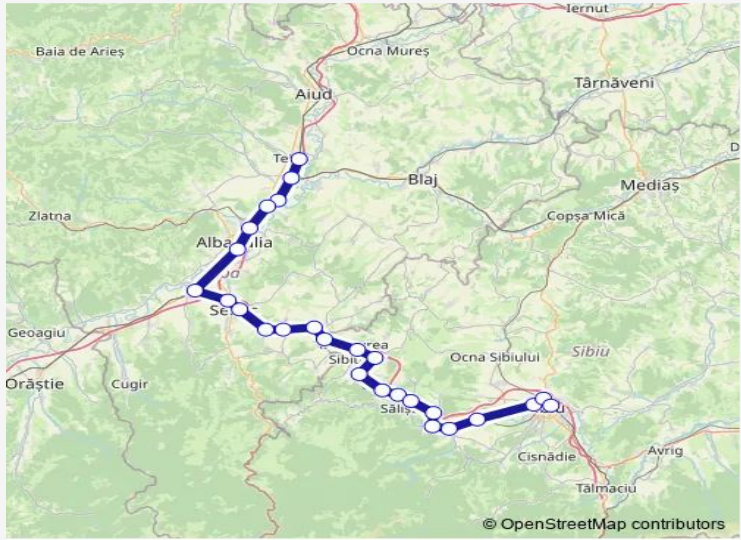 Iernut
Baia de Arieș
Ocna Mureș
Târnăveni
Aiud
Blaj
Mediaș
Zlatna
Copșa Mică
Geoagiu
Ocna Sibiului
Sibiu
Orăștie
Cugir
Cisnădie
Avrig
Tălmaciu
© OpenStreetMap contributors